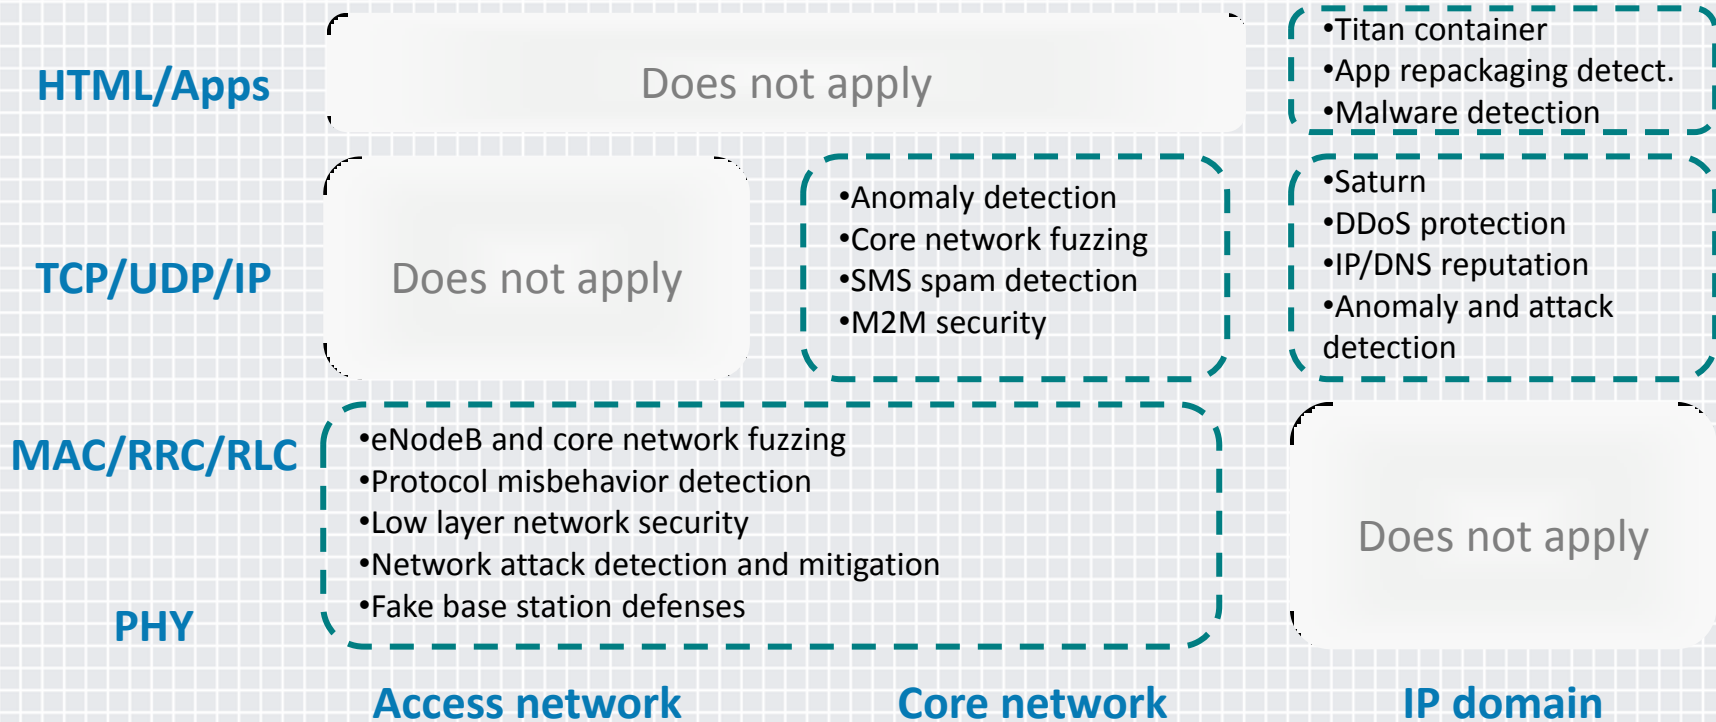 HTML/Apps
Does not apply
•Titan container
•App repackaging detect.
•Malware detection
TCP/UDP/IP
Does not apply
•Anomaly detection
•Core network fuzzing
•SMS spam detection
•M2M security
•Saturn
•DDoS protection
•IP/DNS reputation
•Anomaly and attack
detection
MAC/RRC/RLC
•eNodeB and core network fuzzing
•Protocol misbehavior detection
•Low layer network security
•Network attack detection and mitigation
•Fake base station defenses
Does not apply
PHY
Access network
Core network
IP domain